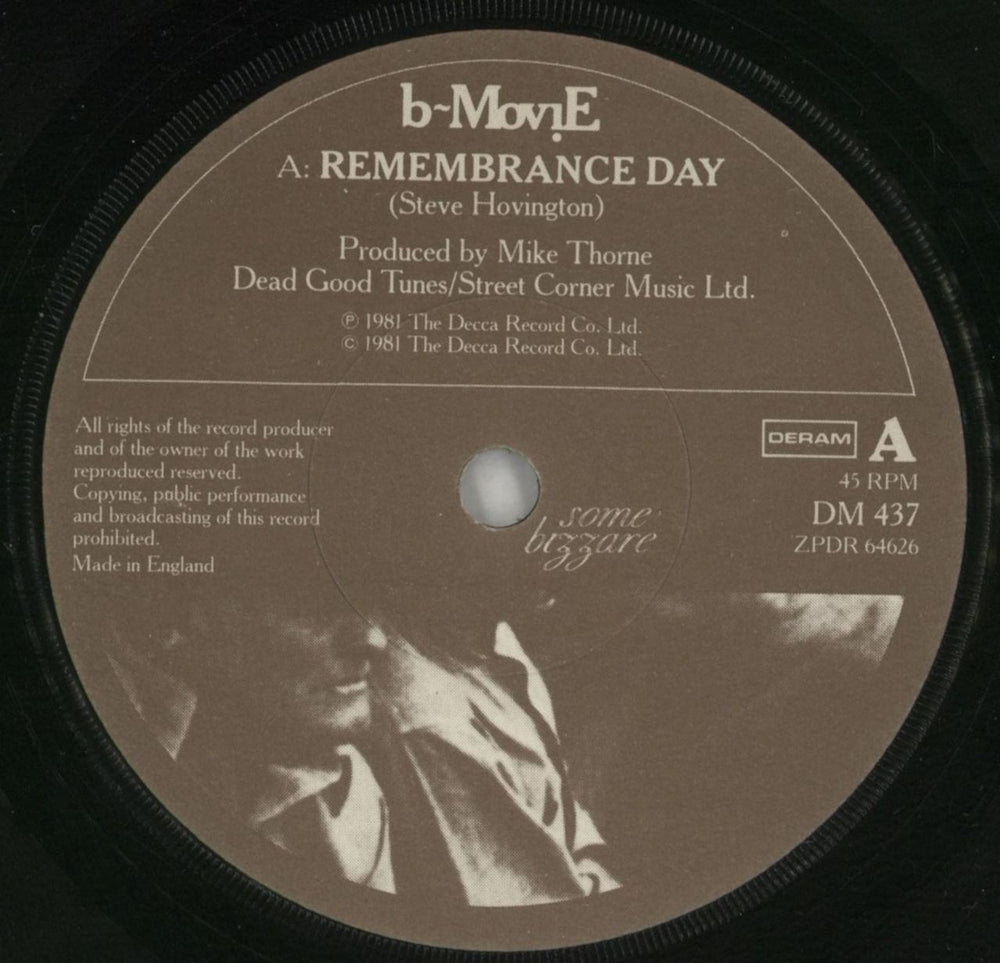 b~MoviE
A: REMEMBRANCE DAY
(Steve Hovington)
Produced by Mike Thorne
Dead Good Tunes/Street Corner Music Ltd.
℗ 1981 The Decca Record Co. Ltd.
© 1981 The Decca Record Co. Ltd.
All rights of the record producer
and of the owner of the work
reproduced reserved.
Copying, public performance
and broadcasting of this record
prohibited.
Made in England
some
bizzare
DERAM A
45 RPM
DM 437
ZPDR 64626